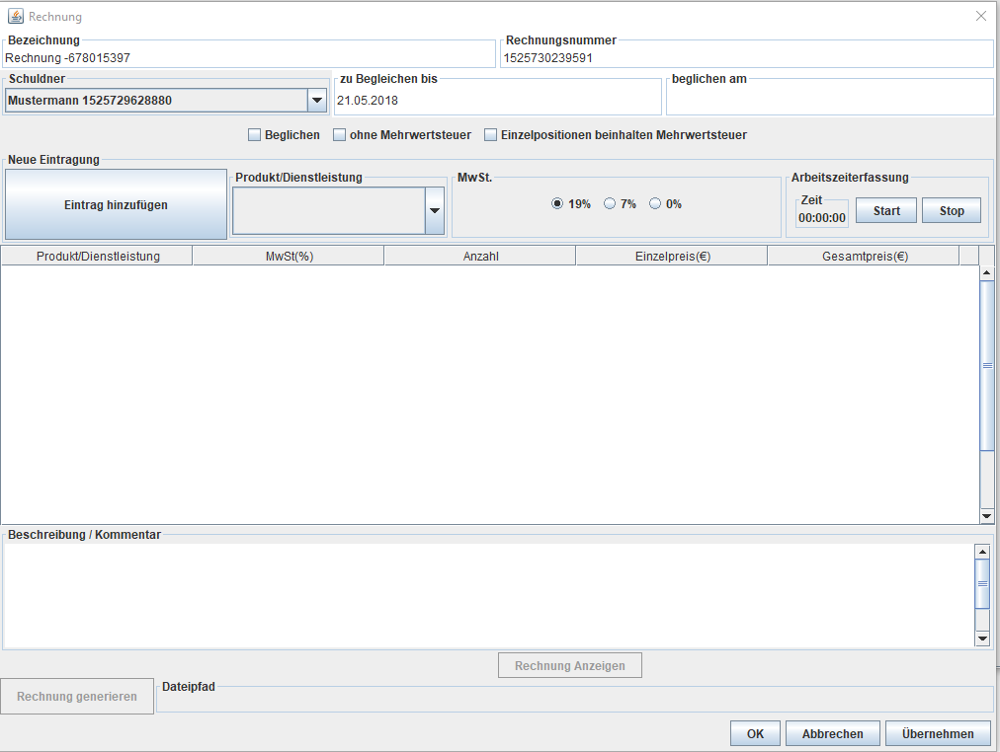 Rechnung
Bezeichnung
Rechnung -678015397
Rechnungsnummer
1525730239591
Schuldner
Mustermann 1525729628880
zu Begleichen bis
21.05.2018
beglichen am
Beglichen ohne Mehrwertsteuer Einzelpositionen beinhalten Mehrwertsteuer
Neue Eintragung
Eintrag hinzufügen
Produkt/Dienstleistung
MwSt.
19% 7% 0%
Arbeitszeiterfassung
Zeit
00:00:00
Start Stop
Produkt/Dienstleistung MwSt(%) Anzahl Einzelpreis(€) Gesamtpreis(€)
Beschreibung / Kommentar
Rechnung Anzeigen
Rechnung generieren
Dateipfad
OK Abbrechen Übernehmen